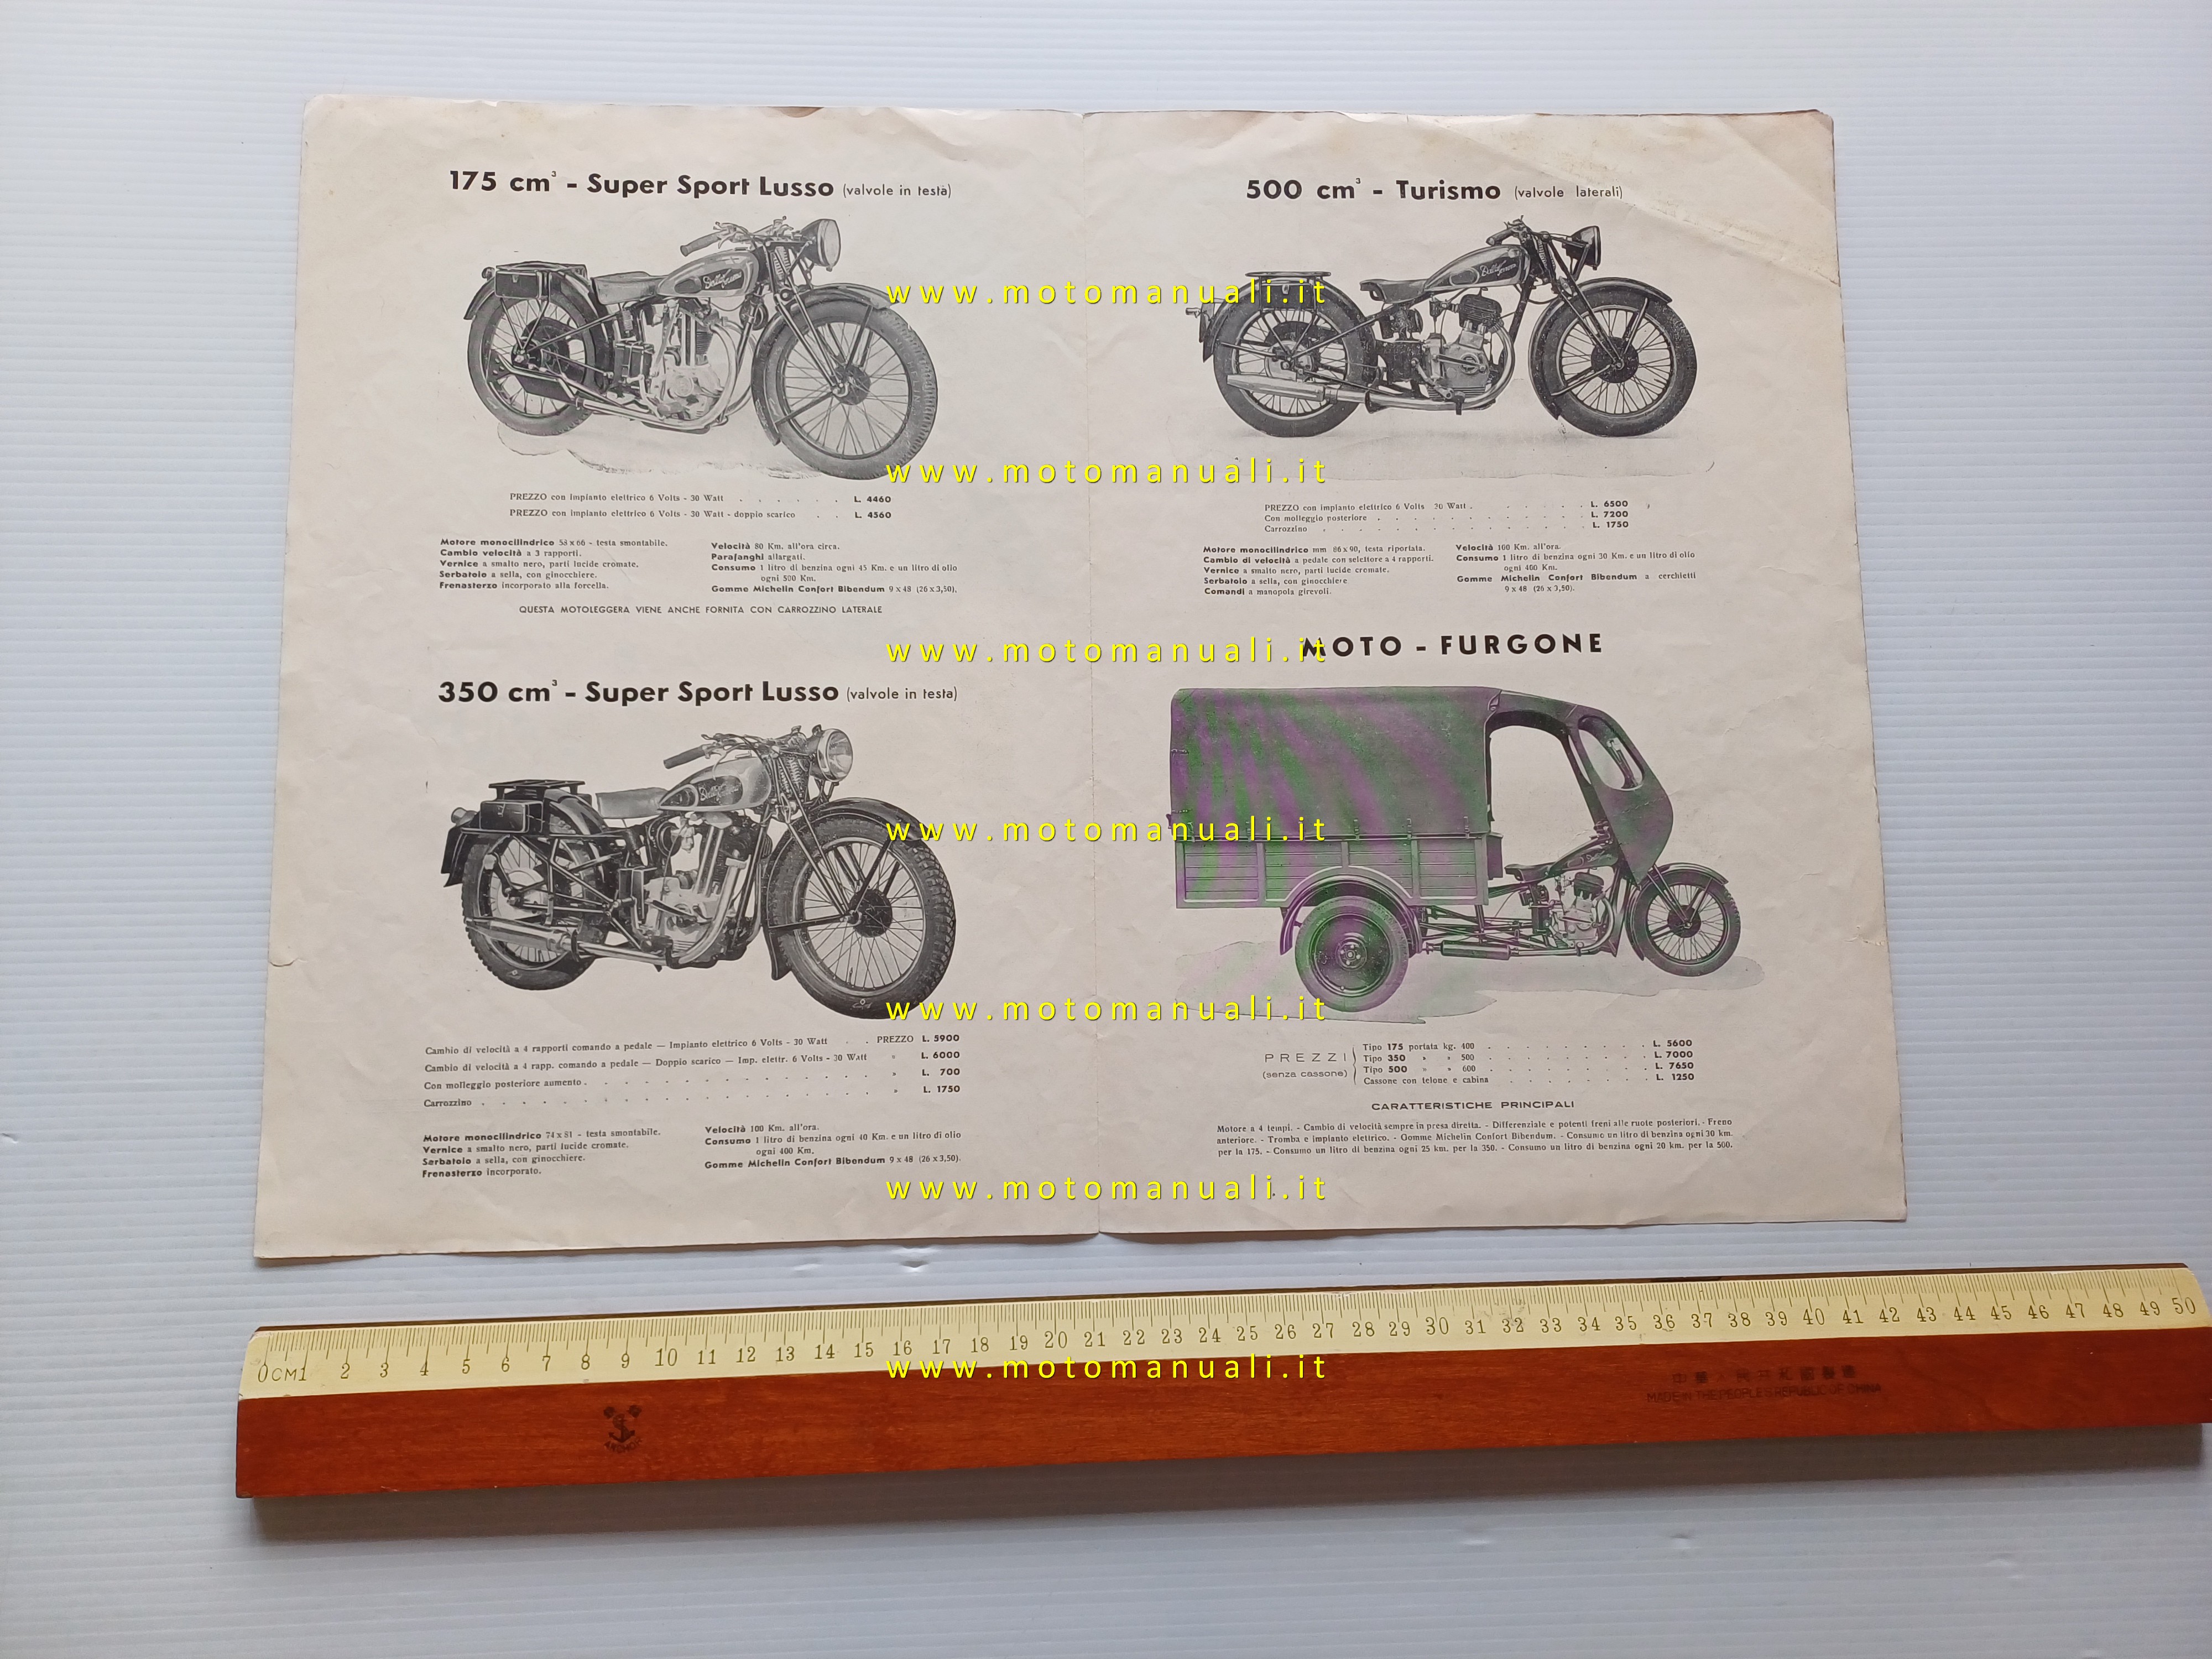 175 cm³ - Super Sport Lusso (valvole in testa)
PREZZO con impianto elettrico 6 Volts - 30 Watt . . . . . . L. 4460
PREZZO con impianto elettrico 6 Volts - 30 Watt - doppio scarico . . L. 4560
Motore monocilindrico 58 x 66 - testa smontabile.
Cambio velocità a 3 rapporti.
Vernice a smalto nero, parti lucide cromate.
Serbatoio a sella, con ginocchiere.
Frenasterzo incorporato alla forcella.
Velocità 80 Km. all'ora circa.
Parafanghi allargati.
Consumo 1 litro di benzina ogni 45 Km. e un litro di olio
ogni 500 Km.
Gomme Michelin Confort Bibendum 9 x 48 (26 x 3,50).
QUESTA MOTOLEGGERA VIENE ANCHE FORNITA CON CARROZZINO LATERALE
350 cm³ - Super Sport Lusso (valvole in testa)
Cambio di velocità a 4 rapporti comando a pedale — Impianto elettrico 6 Volts - 30 Watt . . PREZZO L. 5900
Cambio di velocità a 4 rapp. comando a pedale — Doppio scarico — Imp. elettr. 6 Volts - 30 Watt » L. 6000
Con molleggio posteriore aumento . . . . . . . . » L. 700
Carrozzino . . . . . . . . . . » L. 1750
Motore monocilindrico 74 x 81 - testa smontabile.
Vernice a smalto nero, parti lucide cromate.
Serbatoio a sella, con ginocchiere.
Frenasterzo incorporato.
Velocità 100 Km. all'ora.
Consumo 1 litro di benzina ogni 40 Km. e un litro di olio
ogni 400 Km.
Gomme Michelin Confort Bibendum 9 x 48 (26 x 3,50).
500 cm³ - Turismo (valvole laterali)
PREZZO con impianto elettrico 6 Volts 30 Watt . . . . . L. 6500
Con molleggio posteriore . . . . . . . . L. 7200
Carrozzino . . . . . . . . . . L. 1750
Motore monocilindrico mm 86 x 90, testa riportata.
Cambio di velocità a pedale con selettore a 4 rapporti.
Vernice a smalto nero, parti lucide cromate.
Serbatoio a sella, con ginocchiere
Comandi a manopola girevoli.
Velocità 100 Km. all'ora.
Consumo 1 litro di benzina ogni 30 Km. e un litro di olio
ogni 400 Km.
Gomme Michelin Confort Bibendum a cerchietti
9 x 48 (26 x 3,50).
MOTO - FURGONE
PREZZI
(senza cassone)
Tipo 175 portata kg. 400 . . . . . . . L. 5600
Tipo 350 » » 500 . . . . . . . L. 7000
Tipo 500 » » 600 . . . . . . . L. 7650
Cassone con telone e cabina . . . . . . . L. 1250
CARATTERISTICHE PRINCIPALI
Motore a 4 tempi. - Cambio di velocità sempre in presa diretta. - Differenziale e potenti freni alle ruote posteriori. - Freno
anteriore. - Tromba e impianto elettrico. - Gomme Michelin Confort Bibendum. - Consumo un litro di benzina ogni 30 km.
per la 175. - Consumo un litro di benzina ogni 25 km. per la 350. - Consumo un litro di benzina ogni 20 km. per la 500.
www.motomanuali.it
www.motomanuali.it
www.motomanuali.it
www.motomanuali.it
www.motomanuali.it
www.motomanuali.it
www.motomanuali.it
0CM1 2 3 4 5 6 7 8 9 10 11 12 13 14 15 16 17 18 19 20 21 22 23 24 25 26 27 28 29 30 31 32 33 34 35 36 37 38 39 40 41 42 43 44 45 46 47 48 49 50
ANCHOR
中華人民共和國製造
MADE IN THE PEOPLE'S REPUBLIC OF CHINA